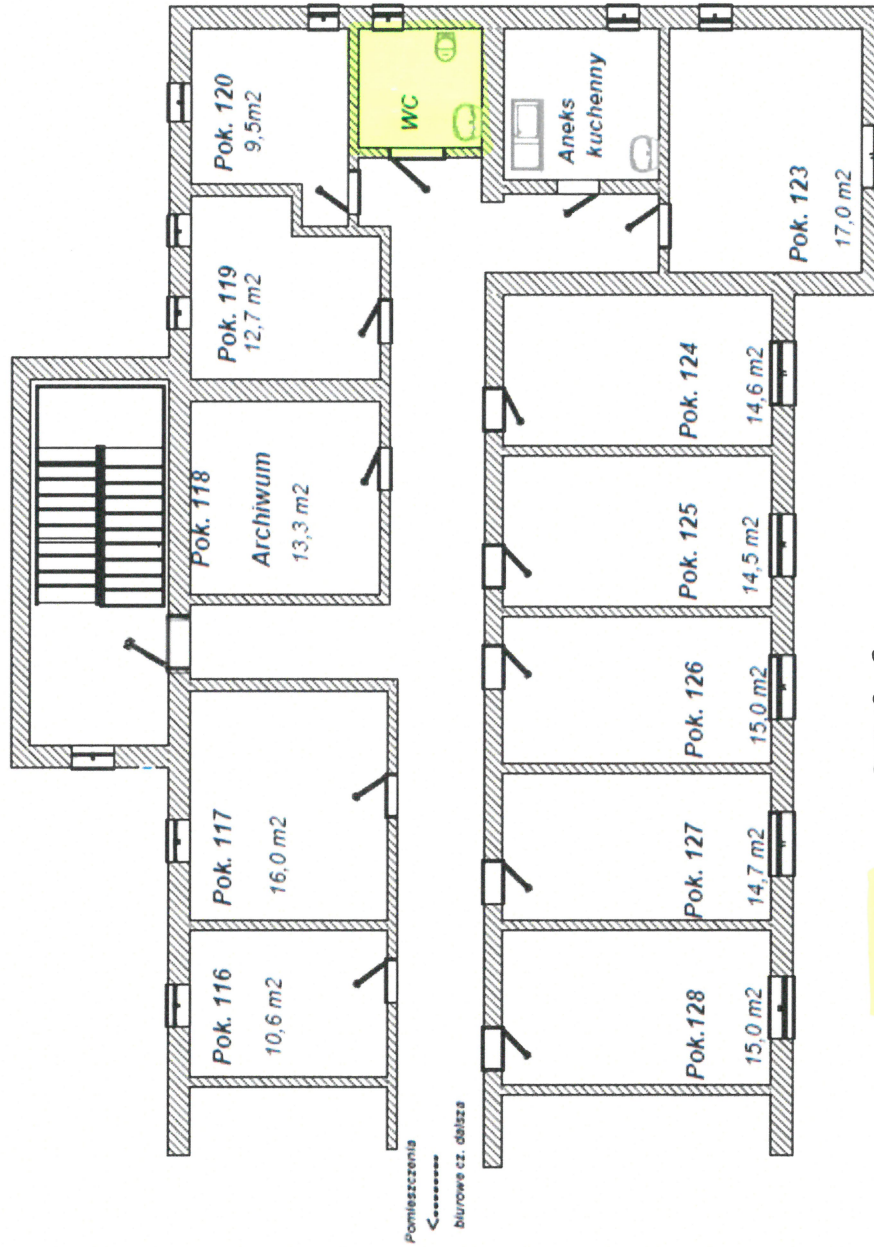 Pok. 116
10,6 m2
Pok. 117
16,0 m2
Pok. 118
Archiwum
13,3 m2
Pok. 119
12,7 m2
Pok. 120
9,5m2
WC
Aneks
kuchenny
Pok. 123
17,0 m2
Pok. 124
14,6 m2
Pok. 125
14,5 m2
Pok. 126
15,0 m2
Pok. 127
14,7 m2
Pok.128
15,0 m2
Pomieszczenia
<---------
biurowe cz. dalsza